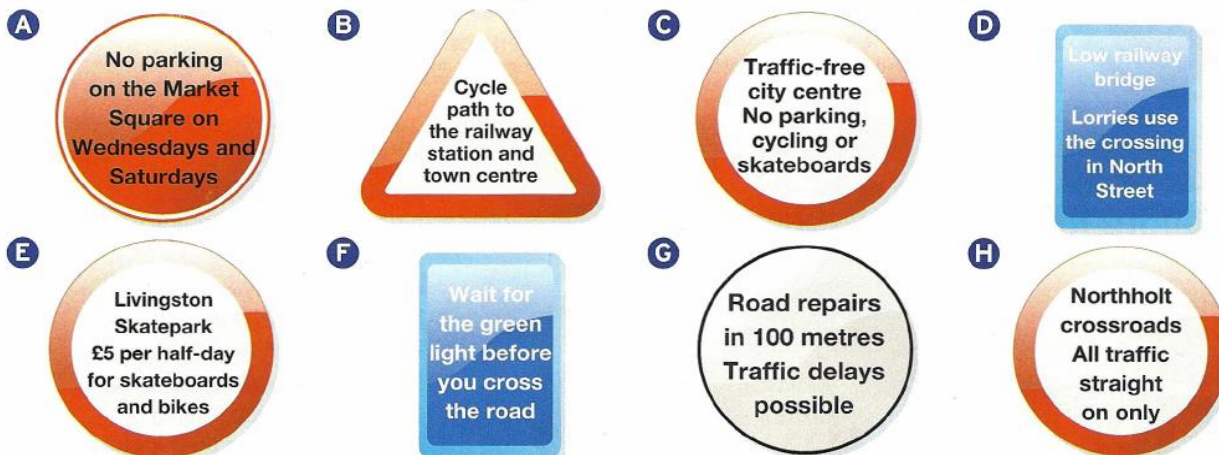 A
No parking
on the Market
Square on
Wednesdays and
Saturdays
B
Cycle
path to
the railway
station and
town centre
C
Traffic-free
city centre
No parking,
cycling or
skateboards
D
Low railway
bridge
Lorries use
the crossing
in North
Street
E
Livingston
Skatepark
£5 per half-day
for skateboards
and bikes
F
Wait for
the green
light before
you cross
the road
G
Road repairs
in 100 metres
Traffic delays
possible
H
Northholt
crossroads
All traffic
straight
on only